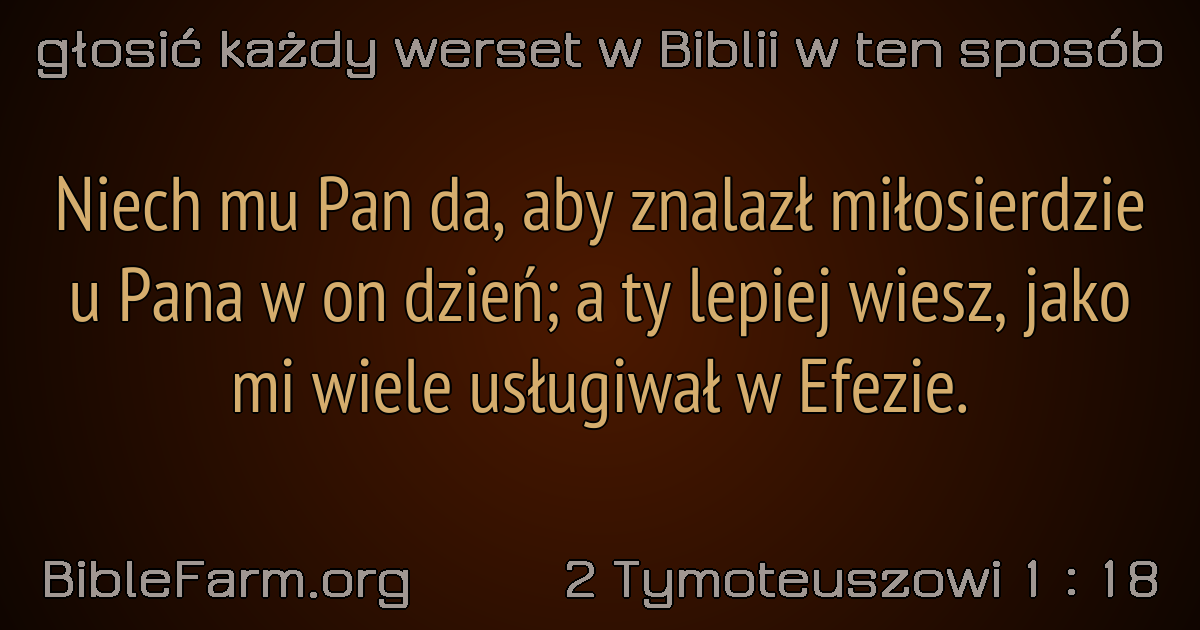 głosić każdy werset w Biblii w ten sposób
Niech mu Pan da, aby znalazł miłosierdzie
u Pana w on dzień; a ty lepiej wiesz, jako
mi wiele usługiwał w Efezie.
BibleFarm.org
2 Tymoteuszowi 1 : 18